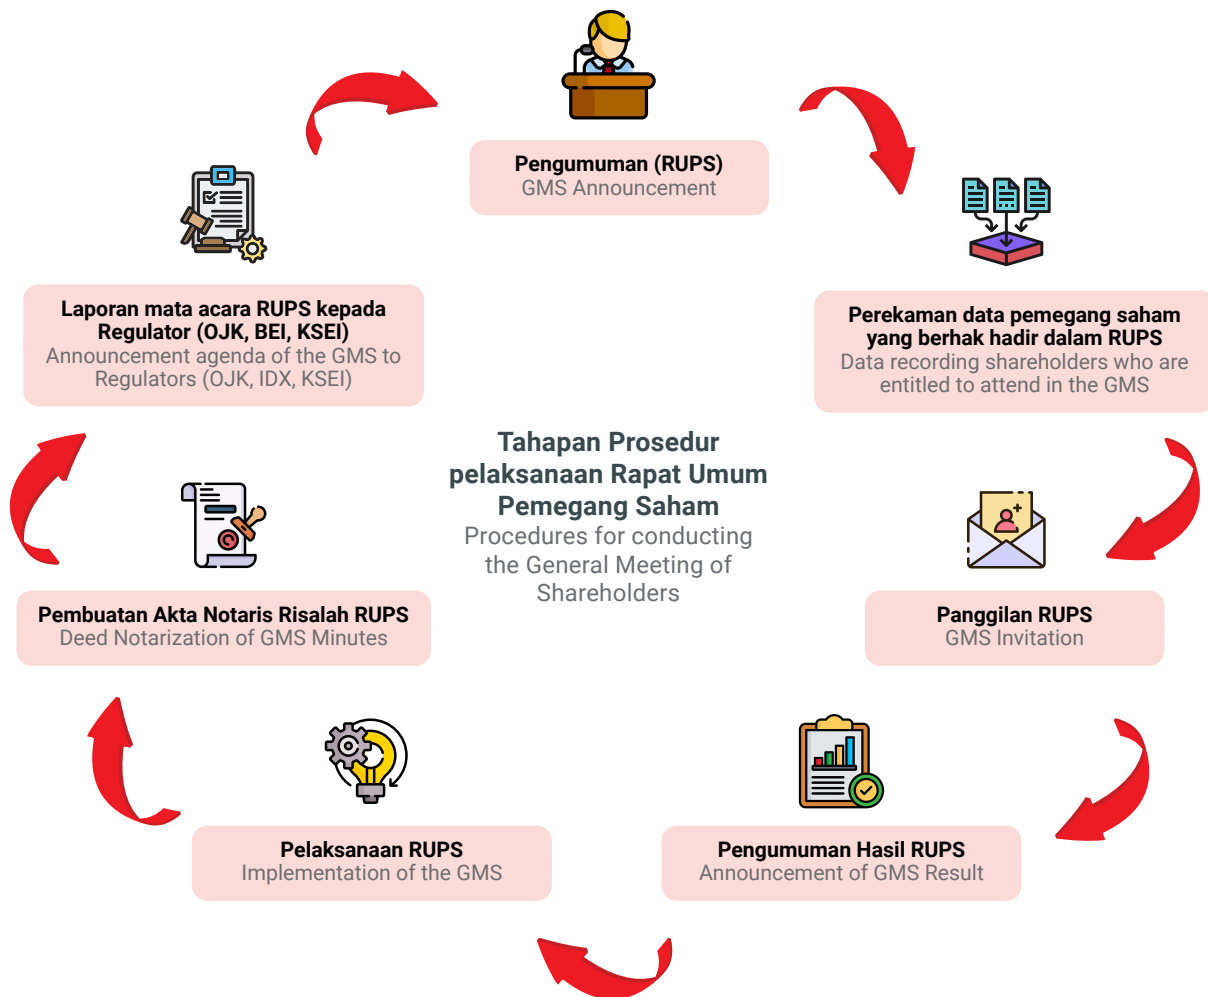 Pengumuman (RUPS)
GMS Announcement
Perekaman data pemegang saham
yang berhak hadir dalam RUPS
Data recording shareholders who are
entitled to attend in the GMS
Panggilan RUPS
GMS Invitation
Pengumuman Hasil RUPS
Announcement of GMS Result
Pelaksanaan RUPS
Implementation of the GMS
Pembuatan Akta Notaris Risalah RUPS
Deed Notarization of GMS Minutes
Laporan mata acara RUPS kepada
Regulator (OJK, BEI, KSEI)
Announcement agenda of the GMS to
Regulators (OJK, IDX, KSEI)
Tahapan Prosedur
pelaksanaan Rapat Umum
Pemegang Saham
Procedures for conducting
the General Meeting of
Shareholders